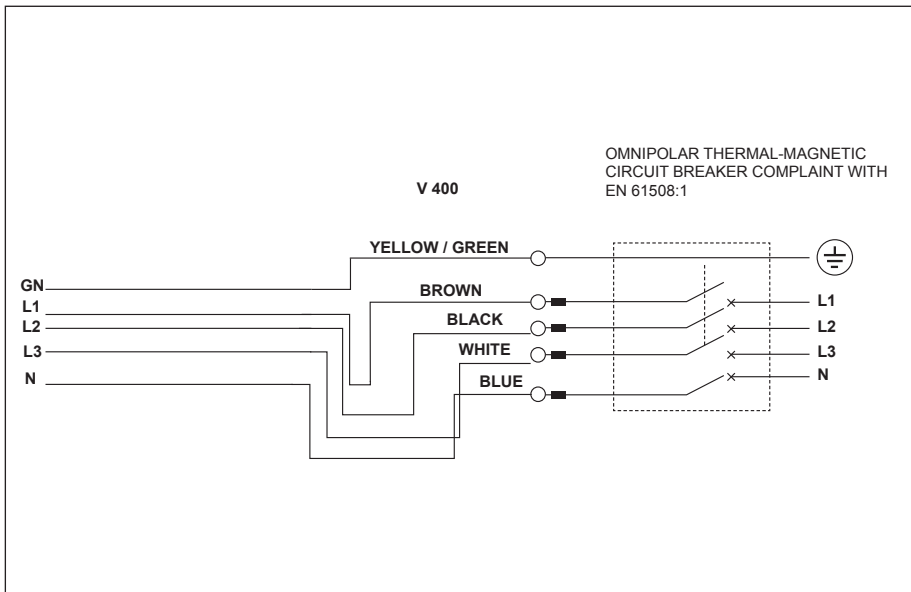 OMNIPOLAR THERMAL-MAGNETIC
CIRCUIT BREAKER COMPLAINT WITH
EN 61508:1
V 400
YELLOW / GREEN
GN
BROWN
L1
L1
BLACK
L2
L2
WHITE
L3
L3
BLUE
N
N